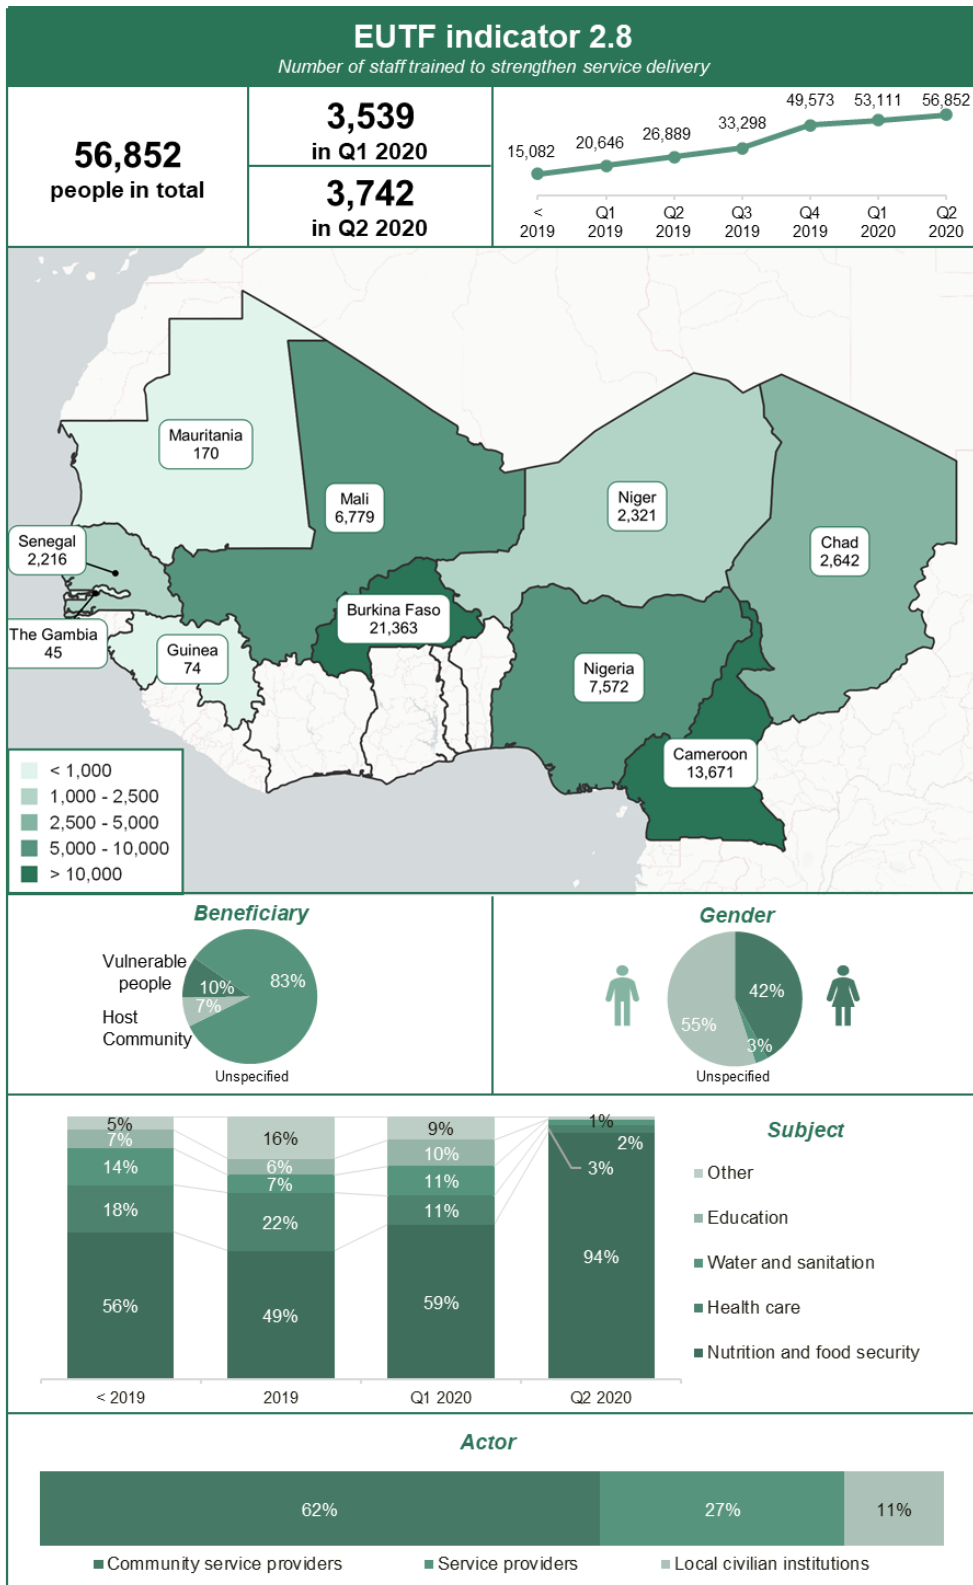 EUTF indicator 2.8
Number of staff trained to strengthen service delivery
56,852
people in total
3,539
in Q1 2020
3,742
in Q2 2020
15,082
20,646
26,889
33,298
49,573
53,111
56,852
<
2019
Q1
2019
Q2
2019
Q3
2019
Q4
2019
Q1
2020
Q2
2020
Mauritania
170
Mali
6,779
Niger
2,321
Chad
2,642
Senegal
2,216
The Gambia
45
Guinea
74
Burkina Faso
21,363
Nigeria
7,572
Cameroon
13,671
< 1,000
1,000 - 2,500
2,500 - 5,000
5,000 - 10,000
> 10,000
Beneficiary
Vulnerable
people
10%
83%
7%
Host
Community
Unspecified
Gender
42%
55%
3%
Unspecified
Subject
5%
7%
14%
18%
56%
< 2019
16%
6%
7%
22%
49%
2019
9%
10%
11%
11%
59%
Q1 2020
1%
2%
3%
94%
Q2 2020
Other
Education
Water and sanitation
Health care
Nutrition and food security
Actor
62%
27%
11%
Community service providers
Service providers
Local civilian institutions